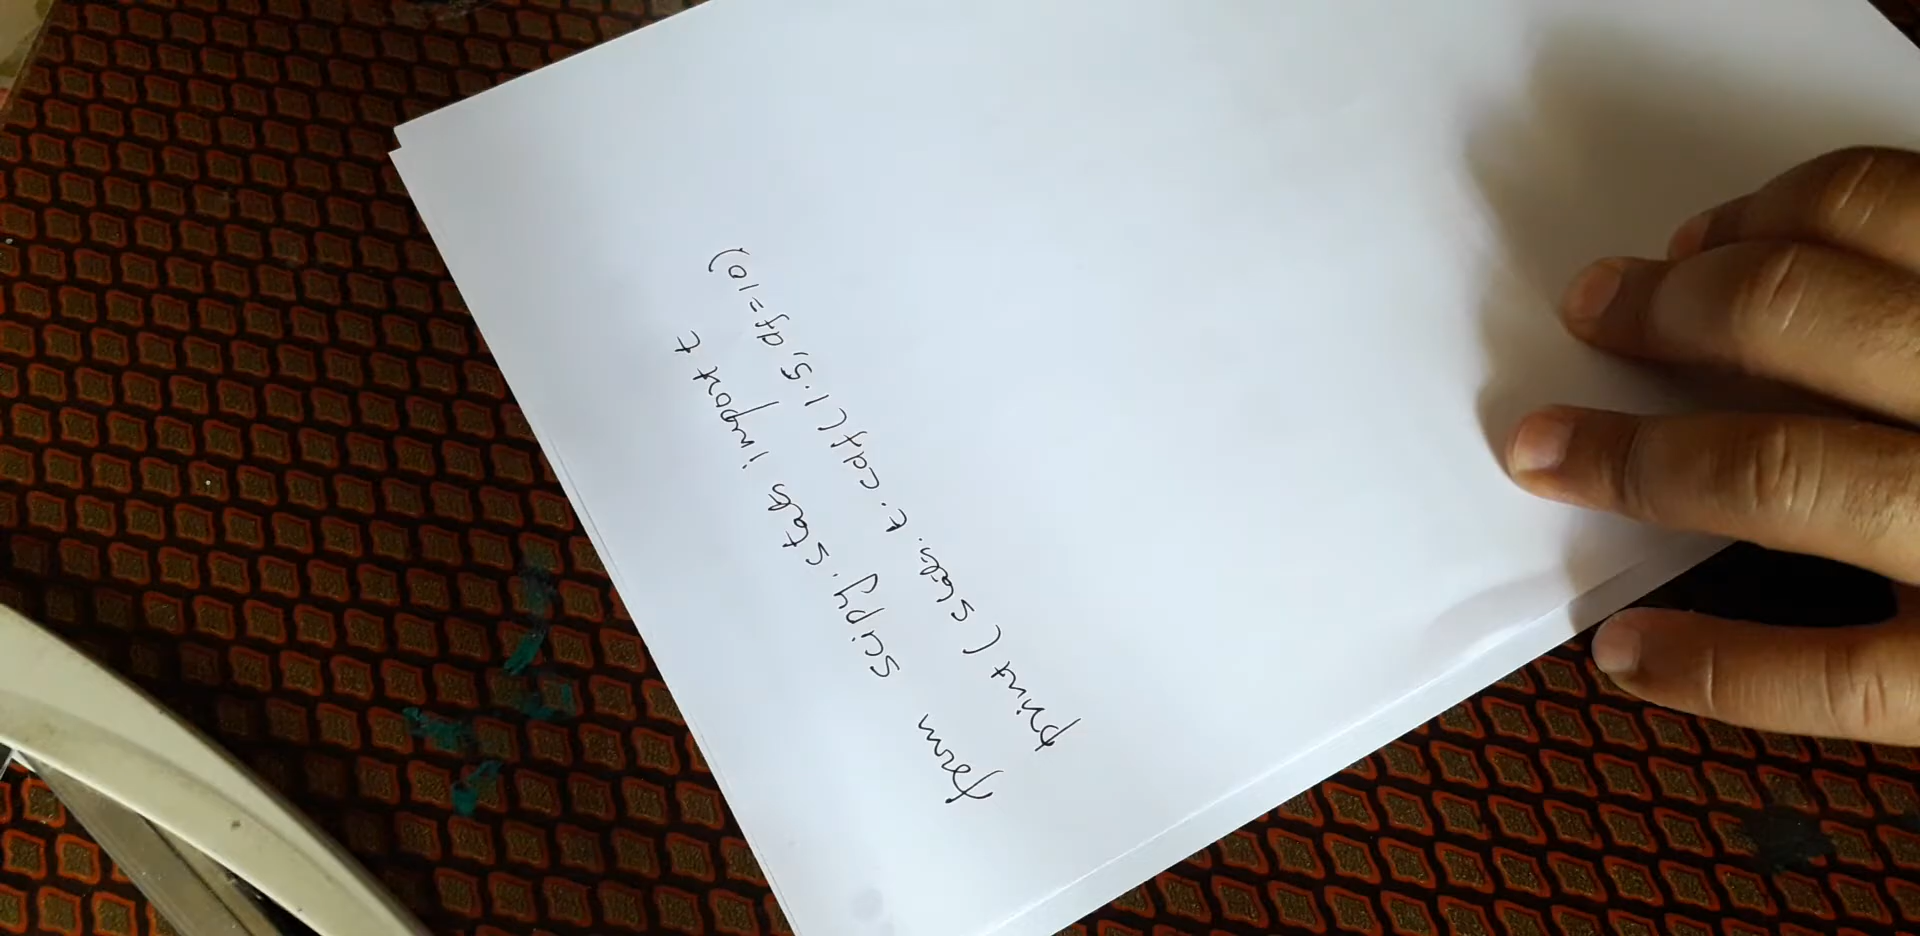 from scipy.stats import t
print(stats.t.cdf(1.5, df=10)